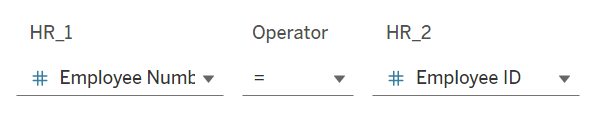 HR_1 Operator HR_2
# Employee Numb = # Employee ID